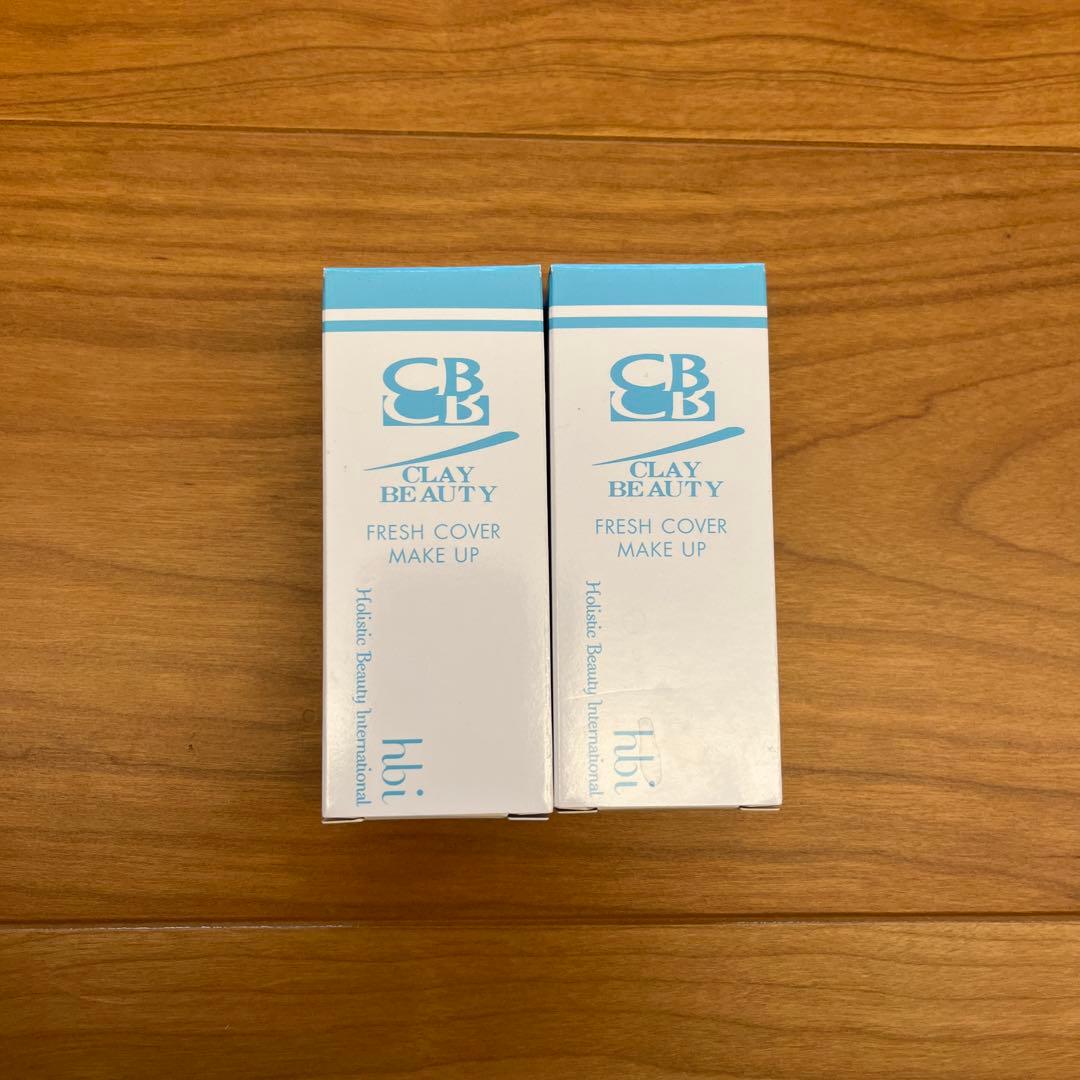 CB
CB
CLAY
BEAUTY
FRESH COVER
MAKE UP
Holistic Beauty International
hbi
CB
CB
CLAY
BEAUTY
FRESH COVER
MAKE UP
Holistic Beauty International
hbi